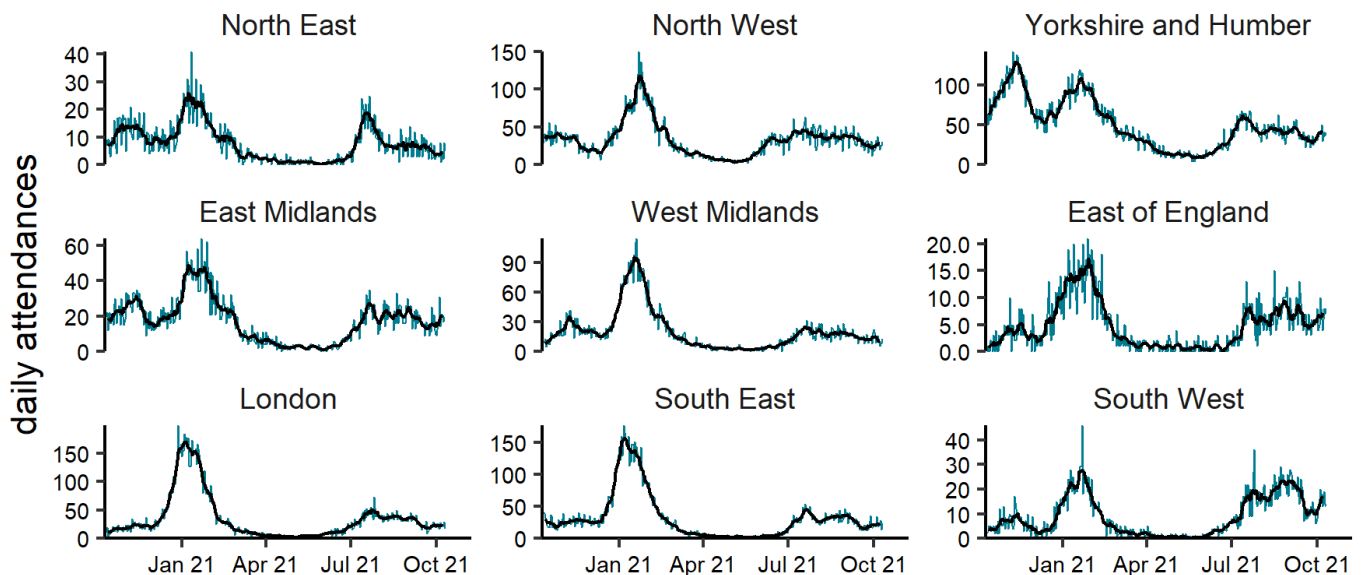 North East
North West
Yorkshire and Humber
40
30
20
10
0
150
100
50
0
100
50
0
daily attendances
East Midlands
West Midlands
East of England
60
40
20
0
90
60
30
0
20.0
15.0
10.0
5.0
0.0
London
South East
South West
150
100
50
0
150
100
50
0
40
30
20
10
0
Jan 21 Apr 21 Jul 21 Oct 21
Jan 21 Apr 21 Jul 21 Oct 21
Jan 21 Apr 21 Jul 21 Oct 21